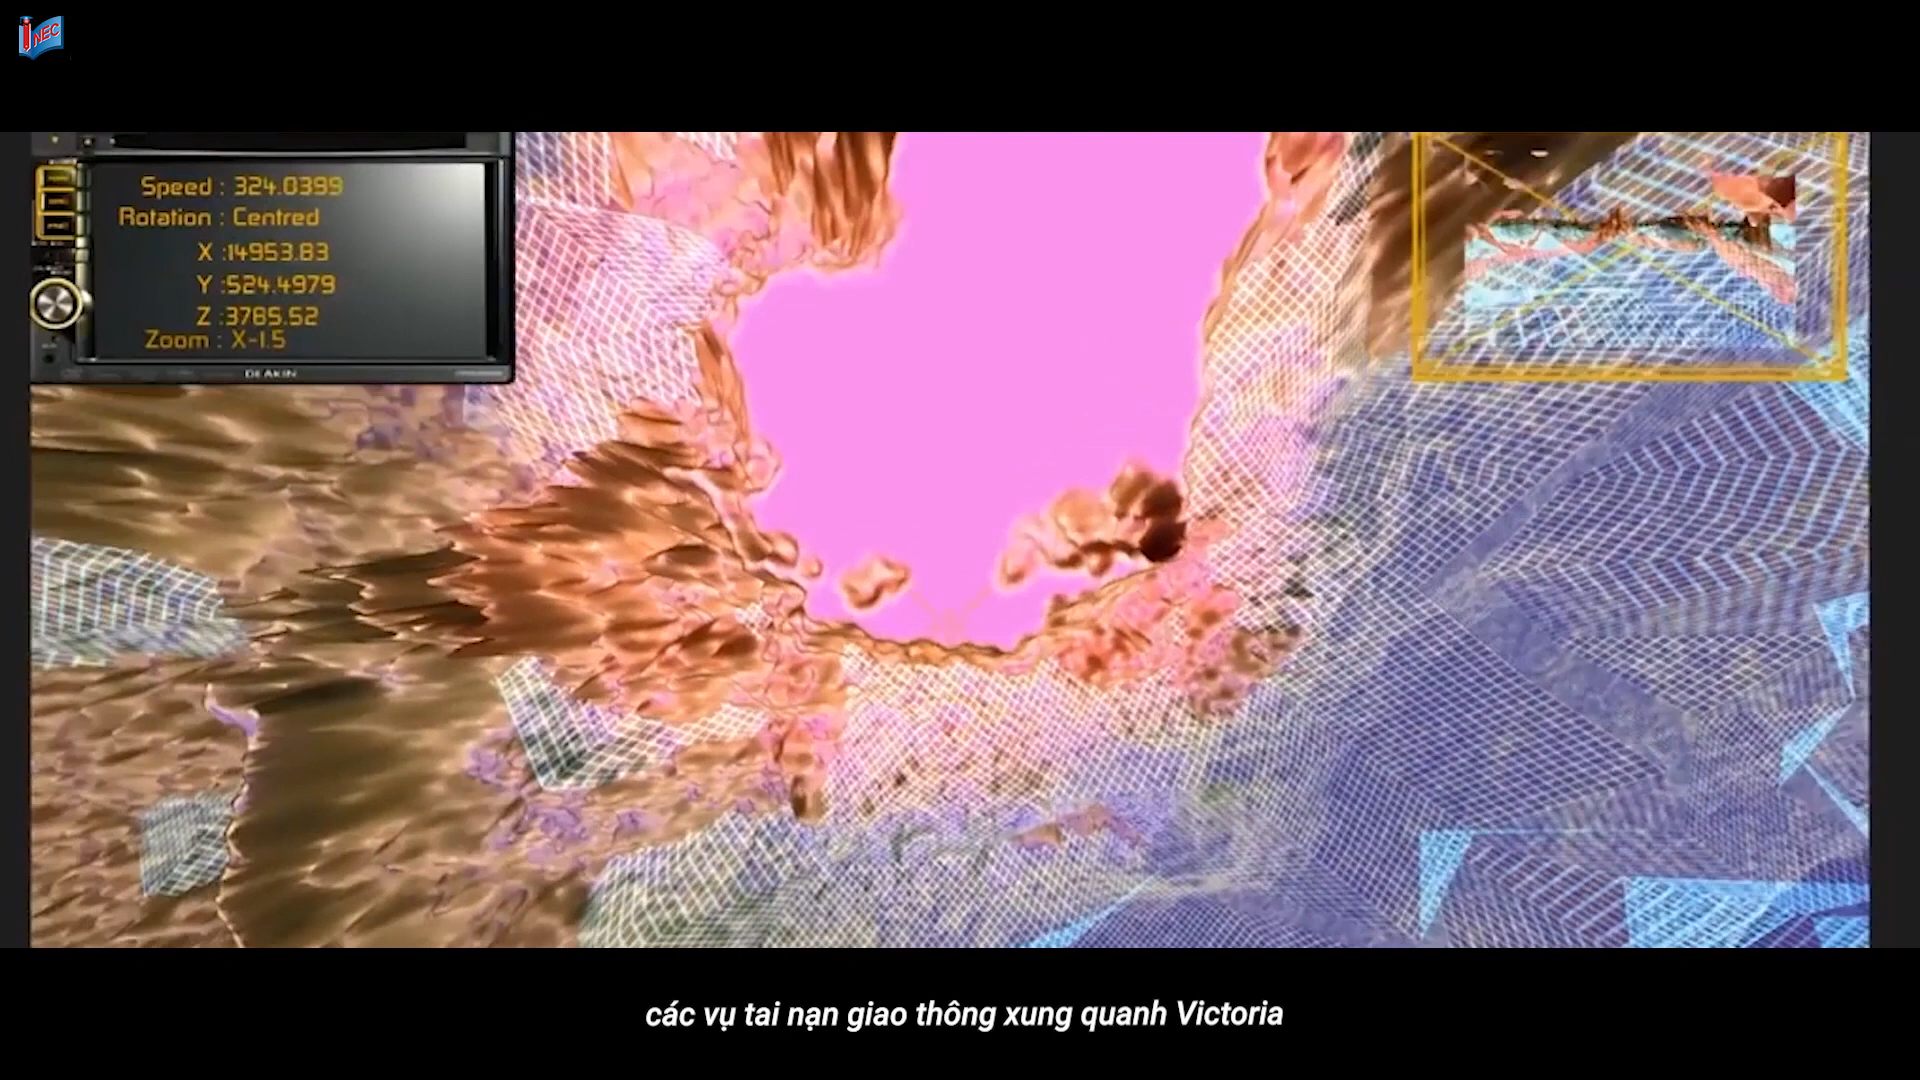 NEC
Speed : 324.0399
Rotation : Centred
X :14953.83
Y :524.4979
Z :3785.52
Zoom : X-1.5
DEAKIN
các vụ tai nạn giao thông xung quanh Victoria